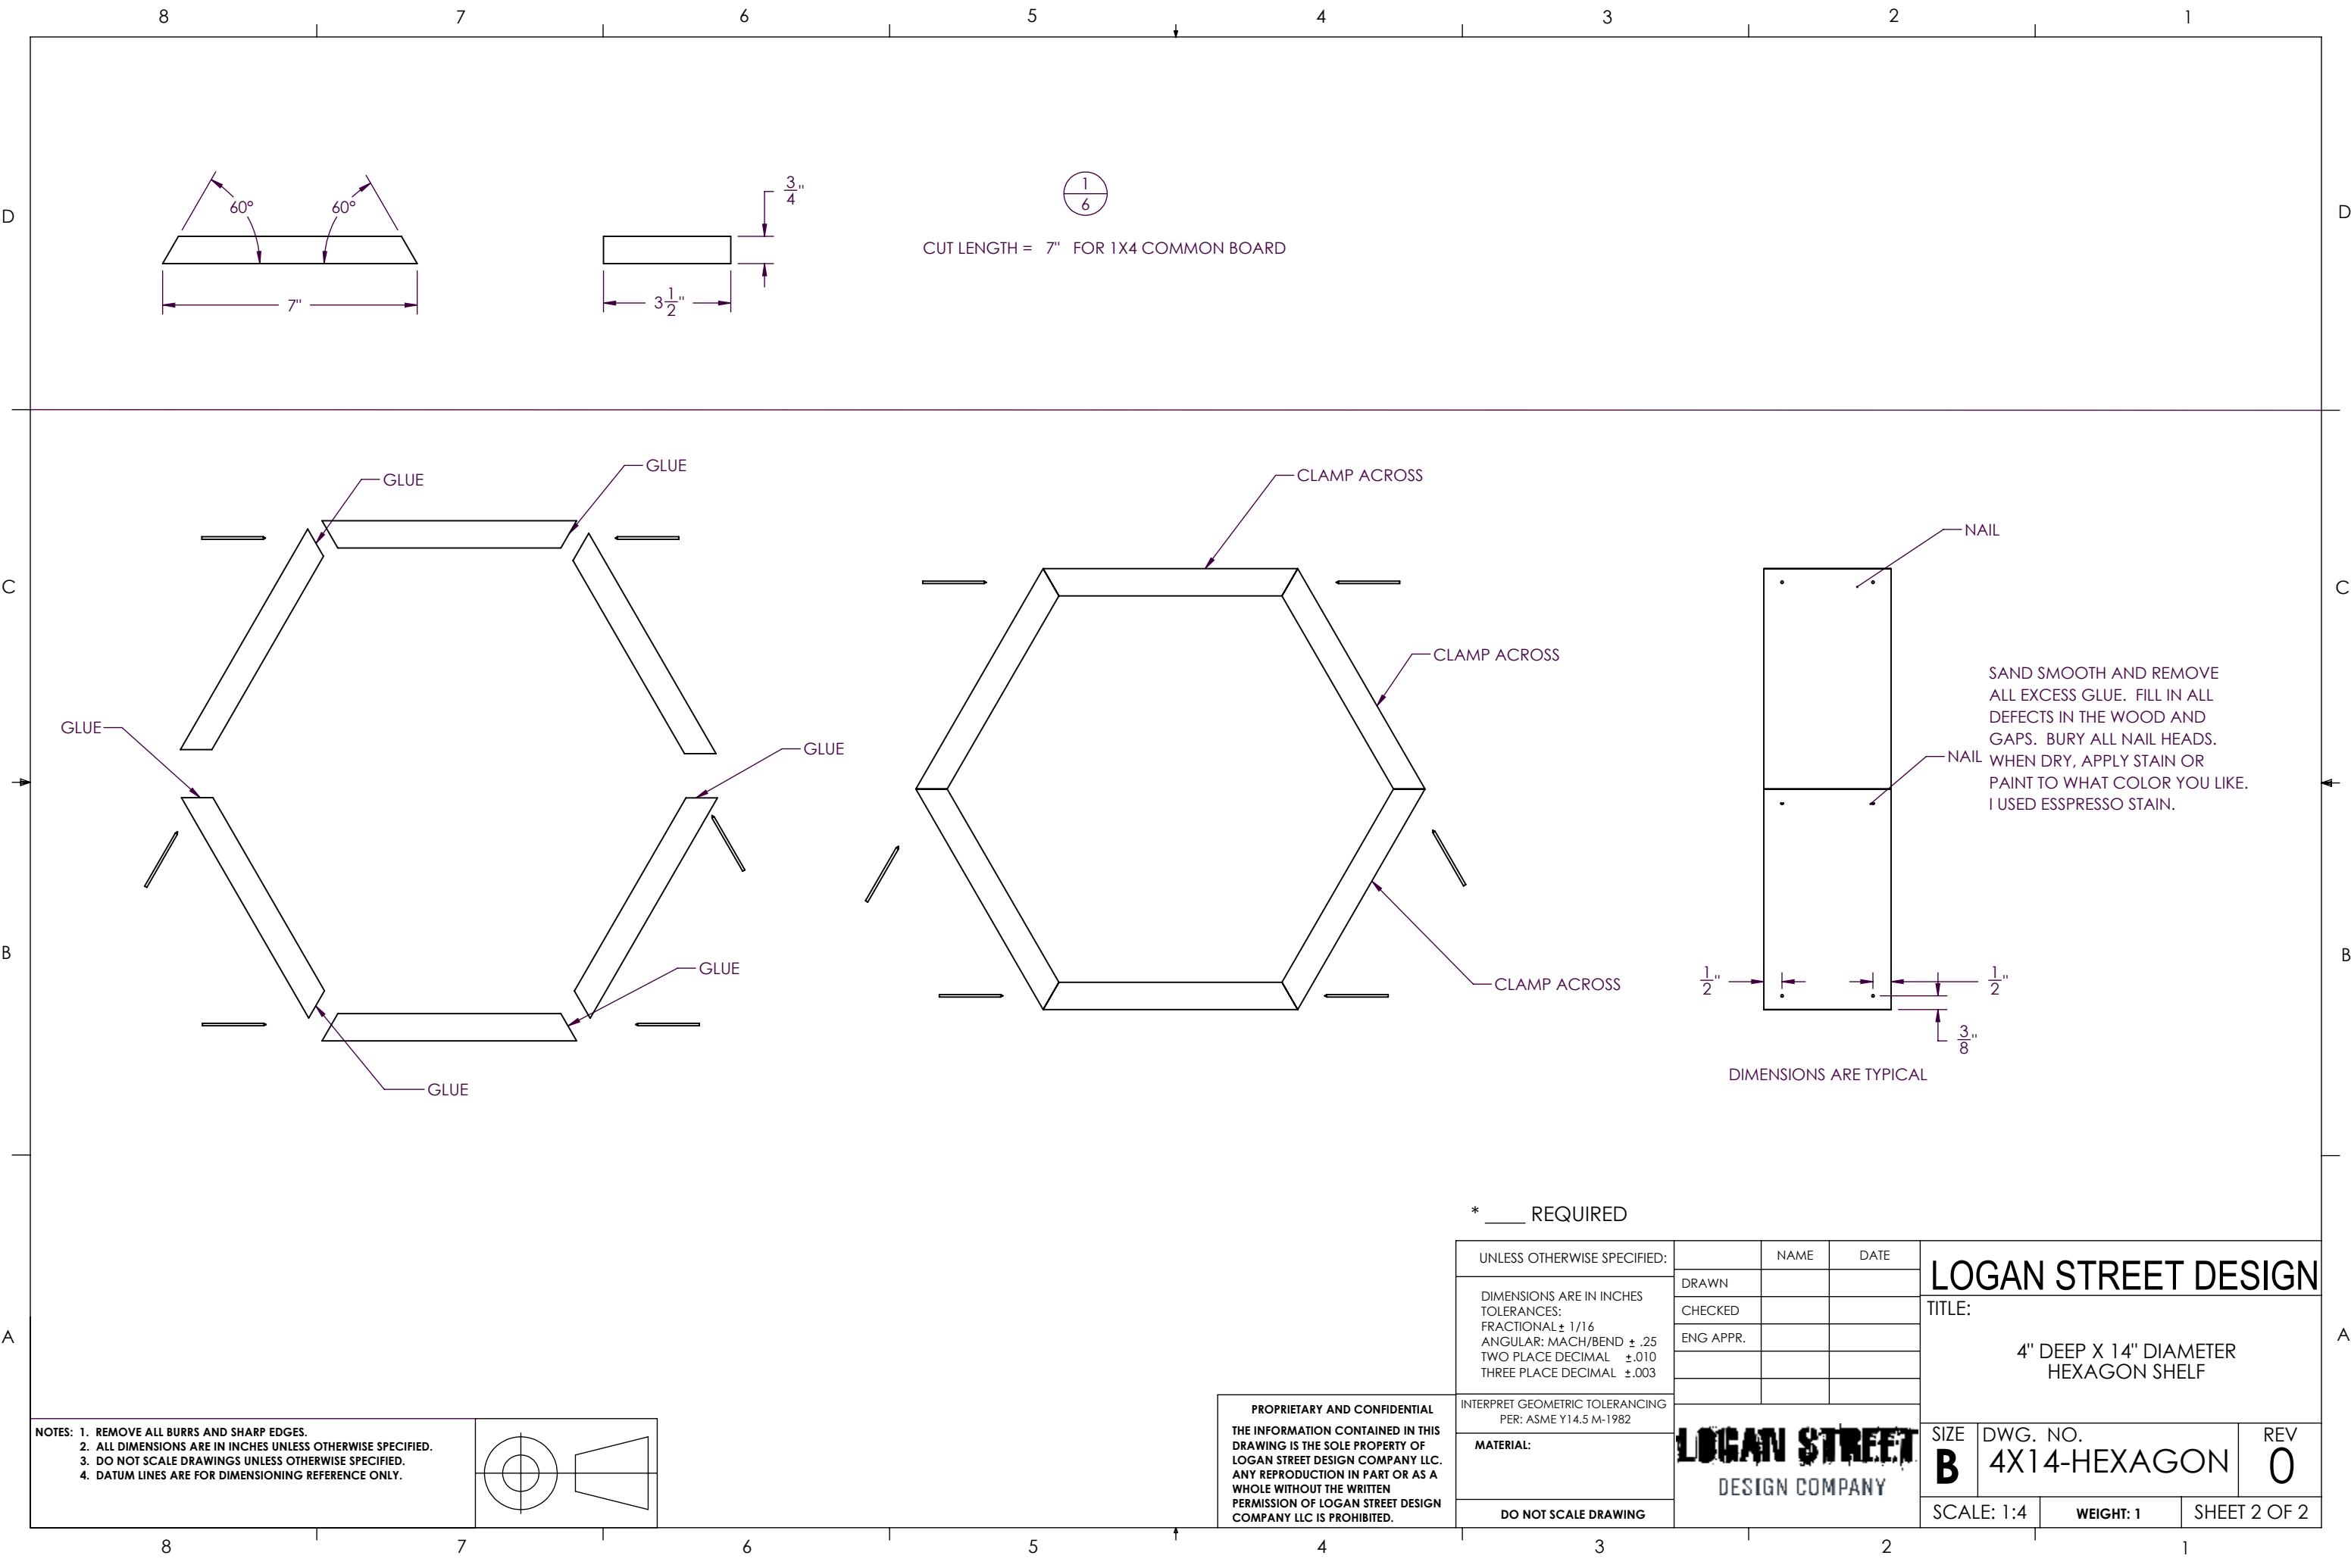 8 7 6 5 4 3 2 1
D D
60° 60°
7"
3/4"
3 1/2"
1
6
CUT LENGTH = 7" FOR 1X4 COMMON BOARD
C C
GLUE
GLUE
GLUE
GLUE
GLUE
GLUE
CLAMP ACROSS
CLAMP ACROSS
CLAMP ACROSS
NAIL
NAIL
SAND SMOOTH AND REMOVE
ALL EXCESS GLUE. FILL IN ALL
DEFECTS IN THE WOOD AND
GAPS. BURY ALL NAIL HEADS.
WHEN DRY, APPLY STAIN OR
PAINT TO WHAT COLOR YOU LIKE.
I USED ESSPRESSO STAIN.
B B
1/2" 1/2"
3/8"
DIMENSIONS ARE TYPICAL
A A
* ____ REQUIRED
UNLESS OTHERWISE SPECIFIED:
DIMENSIONS ARE IN INCHES
TOLERANCES:
FRACTIONAL ± 1/16
ANGULAR: MACH/BEND ± .25
TWO PLACE DECIMAL ±.010
THREE PLACE DECIMAL ±.003
INTERPRET GEOMETRIC TOLERANCING
PER: ASME Y14.5 M-1982
MATERIAL:
DO NOT SCALE DRAWING
NAME DATE
DRAWN
CHECKED
ENG APPR.
LOGAN STREET
DESIGN COMPANY
LOGAN STREET DESIGN
TITLE:
4" DEEP X 14" DIAMETER
HEXAGON SHELF
SIZE DWG. NO. REV
B 4X14-HEXAGON 0
SCALE: 1:4 WEIGHT: 1 SHEET 2 OF 2
PROPRIETARY AND CONFIDENTIAL
THE INFORMATION CONTAINED IN THIS
DRAWING IS THE SOLE PROPERTY OF
LOGAN STREET DESIGN COMPANY LLC.
ANY REPRODUCTION IN PART OR AS A
WHOLE WITHOUT THE WRITTEN
PERMISSION OF LOGAN STREET DESIGN
COMPANY LLC IS PROHIBITED.
NOTES: 1. REMOVE ALL BURRS AND SHARP EDGES.
2. ALL DIMENSIONS ARE IN INCHES UNLESS OTHERWISE SPECIFIED.
3. DO NOT SCALE DRAWINGS UNLESS OTHERWISE SPECIFIED.
4. DATUM LINES ARE FOR DIMENSIONING REFERENCE ONLY.
8 7 6 5 4 3 2 1